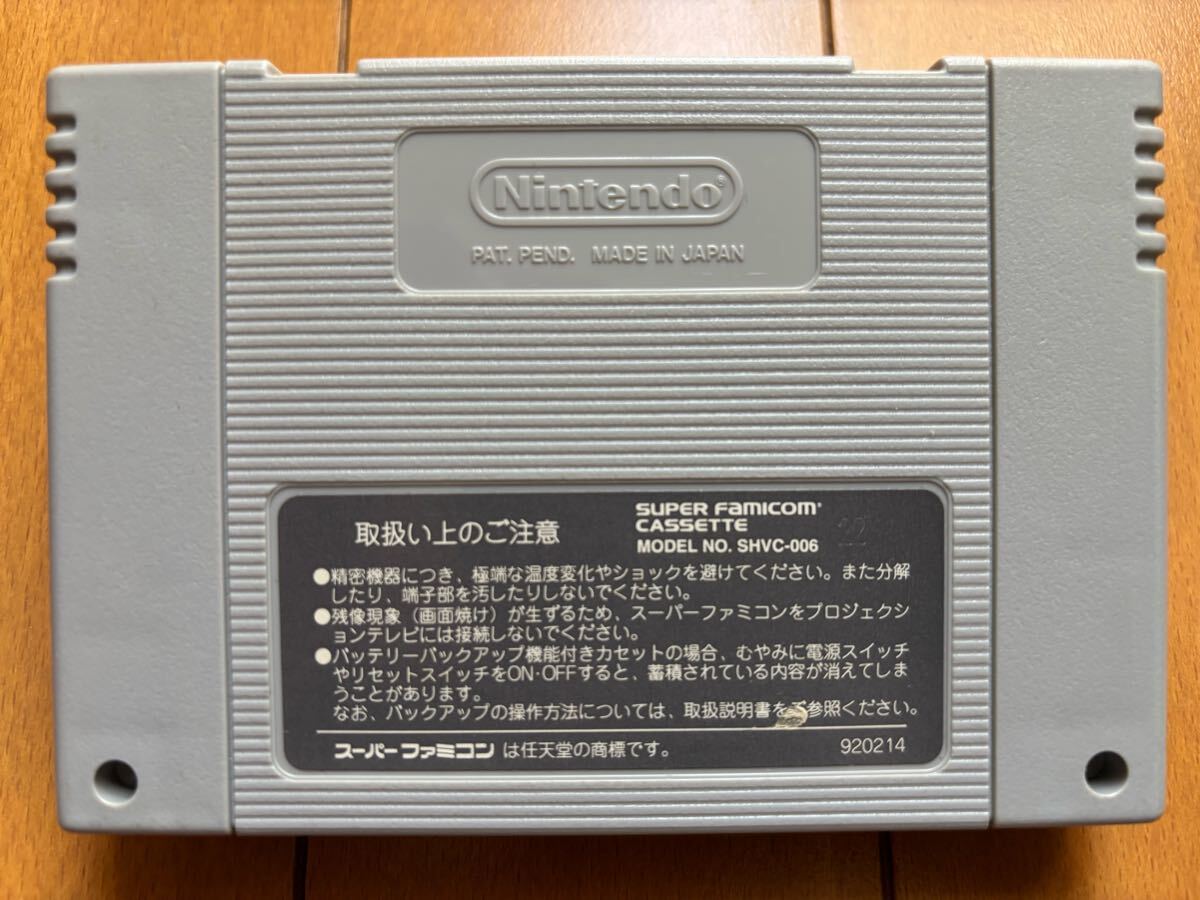 Nintendo®
PAT. PEND. MADE IN JAPAN
取扱い上のご注意
SUPER FAMICOM
CASSETTE
MODEL NO. SHVC-006
22
●精密機器につき、極端な温度変化やショックを避けてください。また分解
したり、端子部を汚したりしないでください。
●残像現象（画面焼け）が生ずるため、スーパーファミコンをプロジェクシ
ョンテレビには接続しないでください。
●バッテリーバックアップ機能付きカセットの場合、むやみに電源スイッチ
やリセットスイッチをON·OFFすると、蓄積されている内容が消えてしま
うことがあります。
なお、バックアップの操作方法については、取扱説明書をご参照ください。
スーパーファミコン は任天堂の商標です。
920214